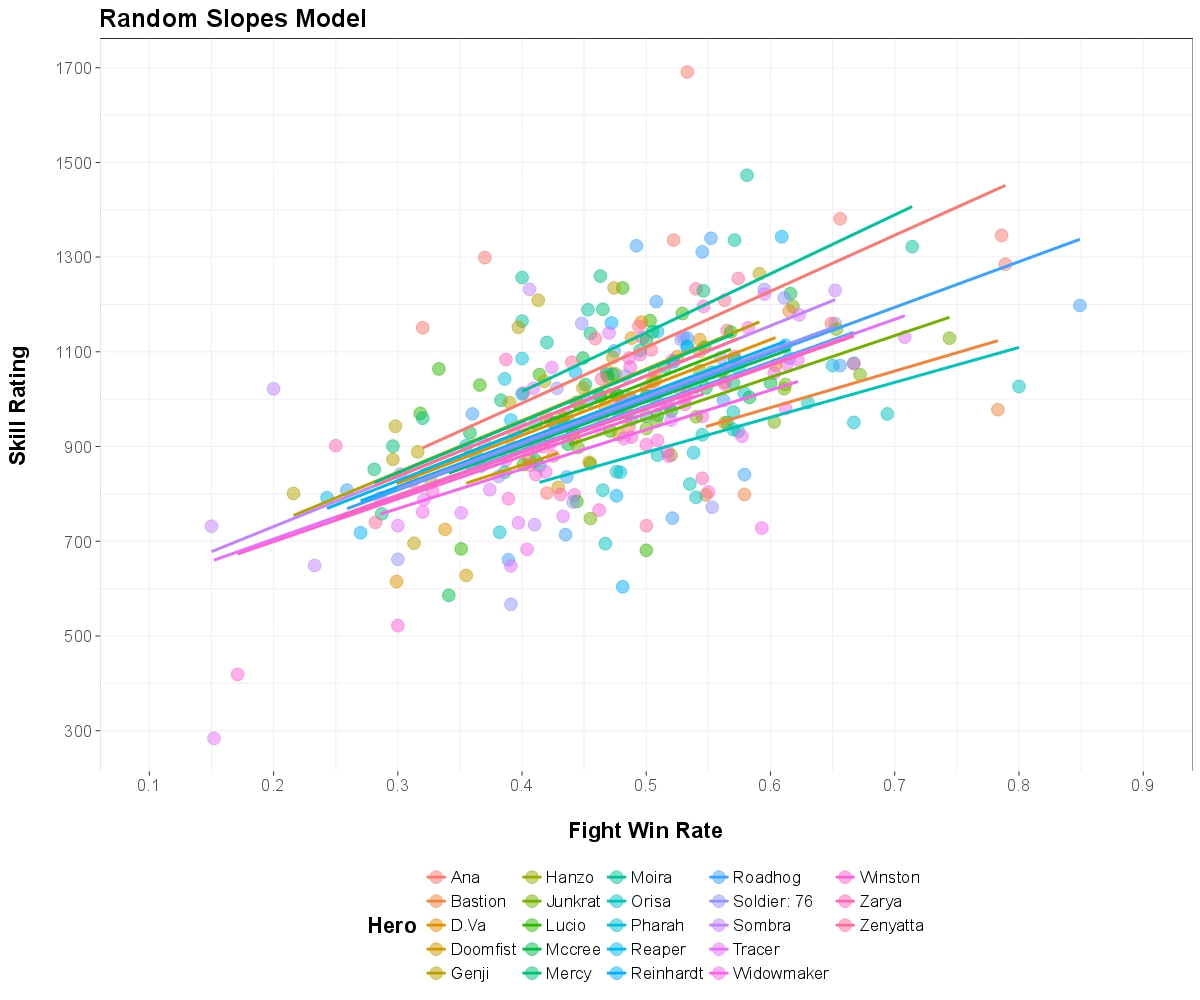 Random Slopes Model
Skill Rating
1700
1500
1300
1100
900
700
500
300
0.1 0.2 0.3 0.4 0.5 0.6 0.7 0.8 0.9
Fight Win Rate
Hero
Ana Hanzo Moira Roadhog Winston
Bastion Junkrat Orisa Soldier: 76 Zarya
D.Va Lucio Pharah Sombra Zenyatta
Doomfist Mccree Reaper Tracer
Genji Mercy Reinhardt Widowmaker